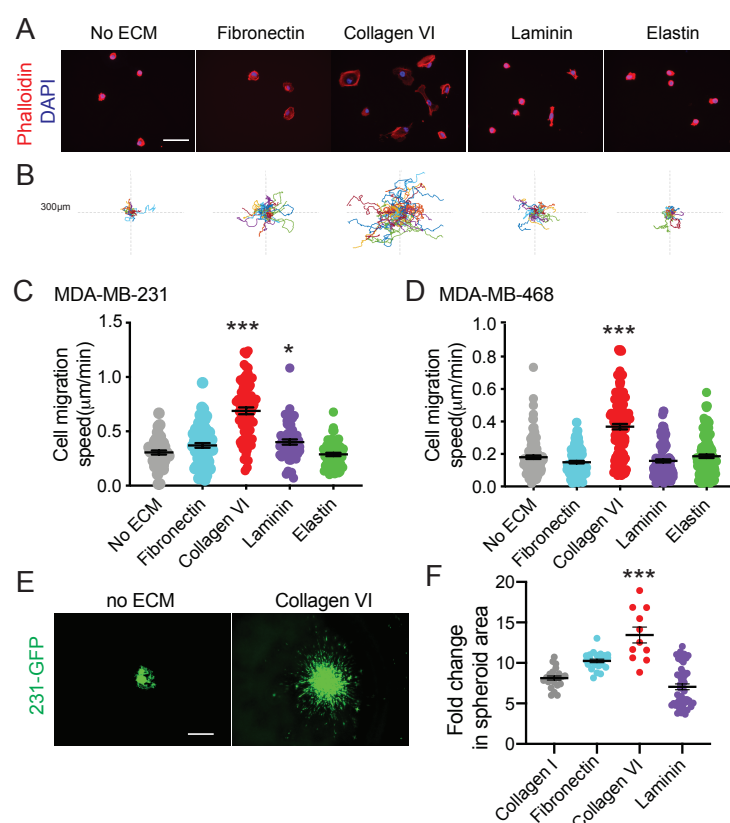 A
No ECM Fibronectin Collagen VI Laminin Elastin
Phalloidin
DAPI
B
300µm
C MDA-MB-231
Cell migration
speed(µm/min)
1.5
1.0
0.5
0.0
***
*
No ECM
Fibronectin
Collagen VI
Laminin
Elastin
D MDA-MB-468
Cell migration
speed(µm/min)
1.0
0.8
0.6
0.4
0.2
0.0
***
No ECM
Fibronectin
Collagen VI
Laminin
Elastin
E
no ECM Collagen VI
231-GFP
F
Fold change
in spheroid area
20
15
10
5
0
***
Collagen I
Fibronectin
Collagen VI
Laminin